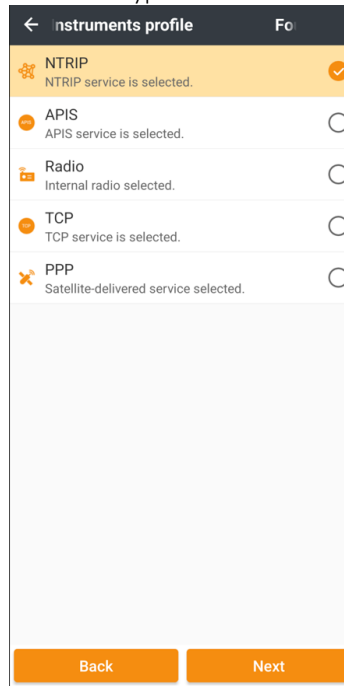 Instruments profile
NTRIP
NTRIP service is selected.
APIS
APIS service is selected.
Radio
Internal radio selected.
TCP
TCP service is selected.
PPP
Satellite-delivered service selected.
Back
Next